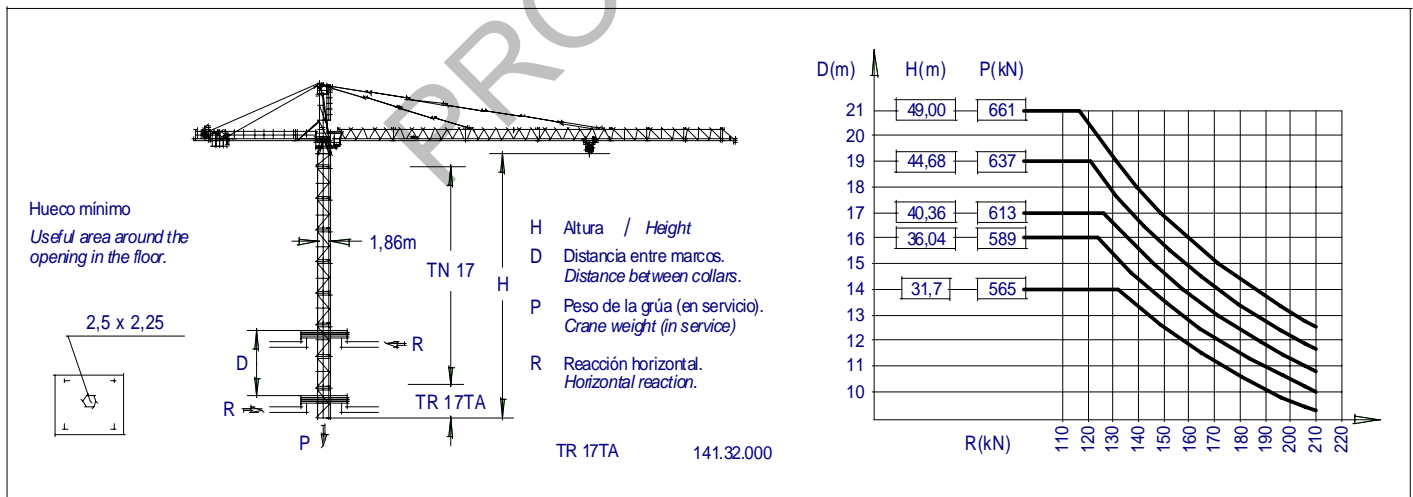 PRO
Hueco mínimo
Useful area around the
opening in the floor.
2,5 x 2,25
1,86m
TN 17
H
D
R
R
TR 17TA
P
H Altura / Height
D Distancia entre marcos.
Distance between collars.
P Peso de la grúa (en servicio).
Crane weight (in service)
R Reacción horizontal.
Horizontal reaction.
TR 17TA 141.32.000
D(m) H(m) P(kN)
21 49,00 661
20
19 44,68 637
18
17 40,36 613
16 36,04 589
15
14 31,7 565
13
12
11
10
R(kN) 110 120 130 140 150 160 170 180 190 200 210 220